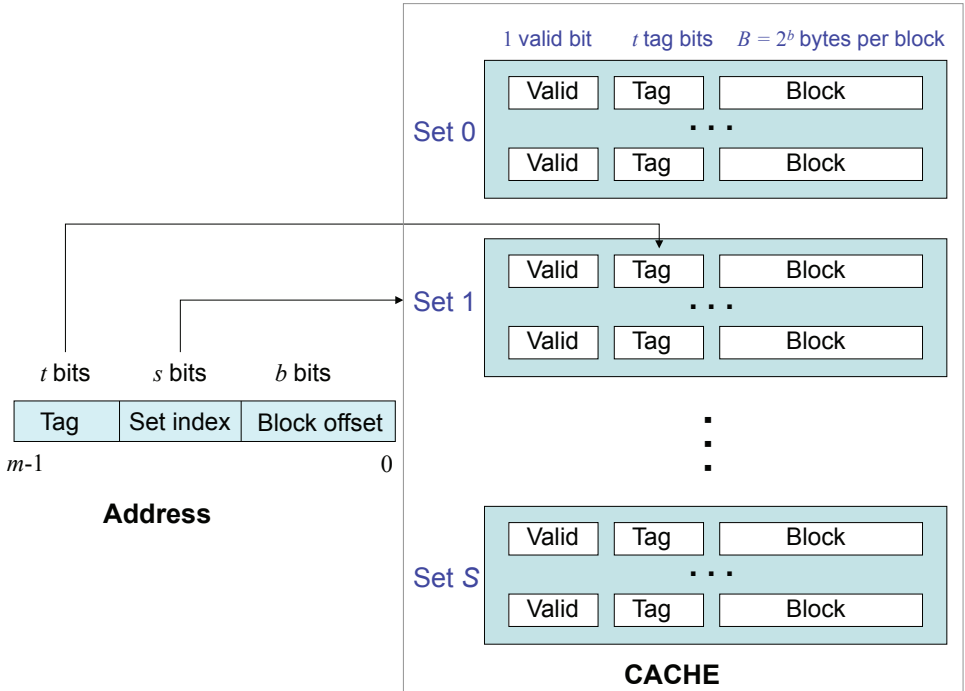 1 valid bit t tag bits B = 2ᵇ bytes per block
Set 0
Valid Tag Block
. . .
Valid Tag Block
Set 1
Valid Tag Block
. . .
Valid Tag Block
t bits s bits b bits
Tag Set index Block offset
m-1 0
Address
Set S
Valid Tag Block
. . .
Valid Tag Block
CACHE